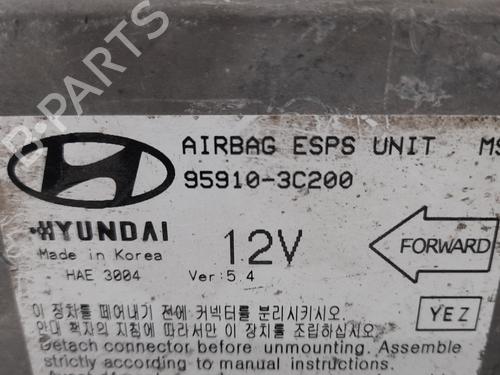 AIRBAG ESPS UNIT MS
95910-3C200
HYUNDAI
Made in Korea
HAE 3004
12V
Ver:5.4
FORWARD
이 장치를 떼어내기 전에 커넥터를 분리시키시오.
안내 책자의 지침에 따라서만 이 장치를 조립하십시오.
YEZ
Detach connector before unmounting. Assemble
strictly according to manual instructions.
B-PARTS